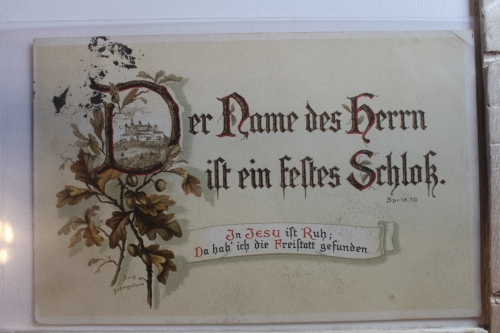 Der Name des Herrn
ist ein festes Schloß.
Spr. 18,10
In JESU ist Ruh;
Da hab' ich die Freistatt gefunden.
Burg